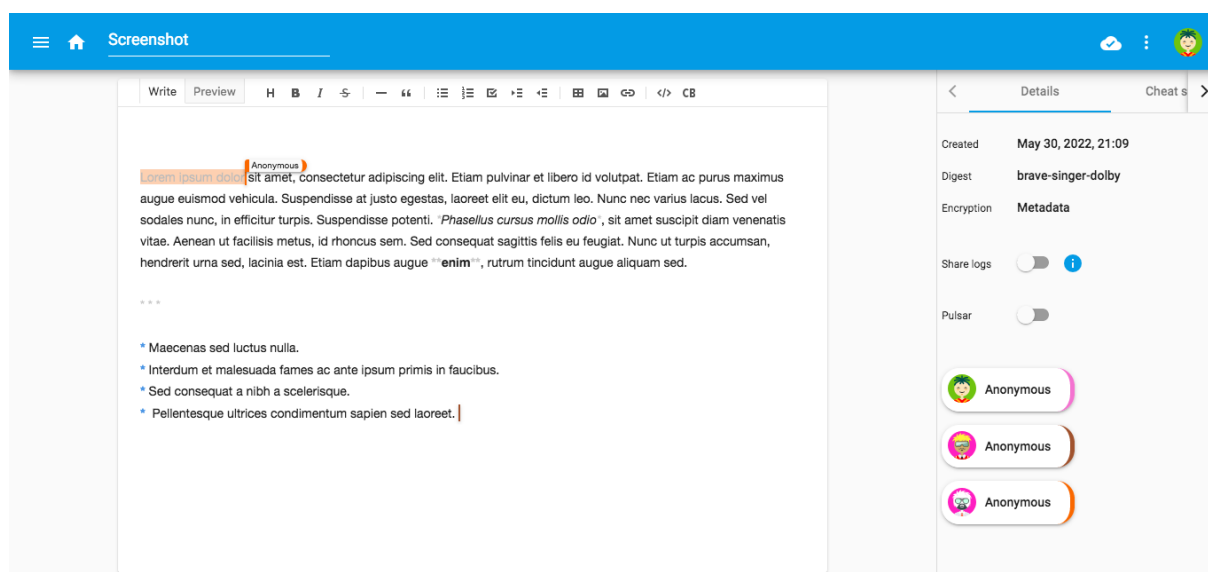 Screenshot
Write Preview H B I S — “ </> CB
Details Cheat s
Anonymous
Lorem ipsum dolor sit amet, consectetur adipiscing elit. Etiam pulvinar et libero id volutpat. Etiam ac purus maximus
augue euismod vehicula. Suspendisse at justo egestas, laoreet elit eu, dictum leo. Nunc nec varius lacus. Sed vel
sodales nunc, in efficitur turpis. Suspendisse potenti. *Phasellus cursus mollis odio*, sit amet suscipit diam venenatis
vitae. Aenean ut facilisis metus, id rhoncus sem. Sed consequat sagittis felis eu feugiat. Nunc ut turpis accumsan,
hendrerit urna sed, lacinia est. Etiam dapibus augue **enim**, rutrum tincidunt augue aliquam sed.
***
* Maecenas sed luctus nulla.
* Interdum et malesuada fames ac ante ipsum primis in faucibus.
* Sed consequat a nibh a scelerisque.
* Pellentesque ultrices condimentum sapien sed laoreet.
Created May 30, 2022, 21:09
Digest brave-singer-dolby
Encryption Metadata
Share logs
Pulsar
Anonymous
Anonymous
Anonymous